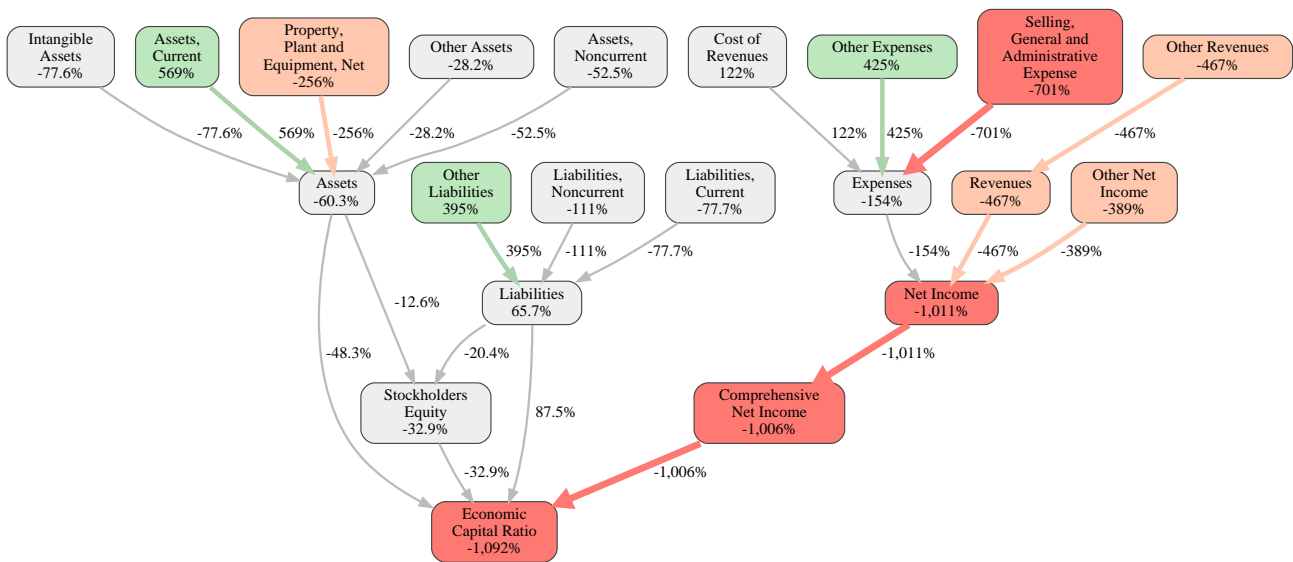 Intangible
Assets
-77.6%
Assets,
Current
569%
Property,
Plant and
Equipment, Net
-256%
Other Assets
-28.2%
Assets,
Noncurrent
-52.5%
Cost of
Revenues
122%
Other Expenses
425%
Selling,
General and
Administrative
Expense
-701%
Other Revenues
-467%
-77.6%
569%
-256%
-28.2%
-52.5%
122%
425%
-701%
-467%
Assets
-60.3%
Other
Liabilities
395%
Liabilities,
Noncurrent
-111%
Liabilities,
Current
-77.7%
Expenses
-154%
Revenues
-467%
Other Net
Income
-389%
395%
-111%
-77.7%
-154%
-467%
-389%
Liabilities
65.7%
Net Income
-1,011%
-12.6%
-48.3%
-20.4%
-1,011%
Stockholders
Equity
-32.9%
87.5%
Comprehensive
Net Income
-1,006%
-32.9%
-1,006%
Economic
Capital Ratio
-1,092%